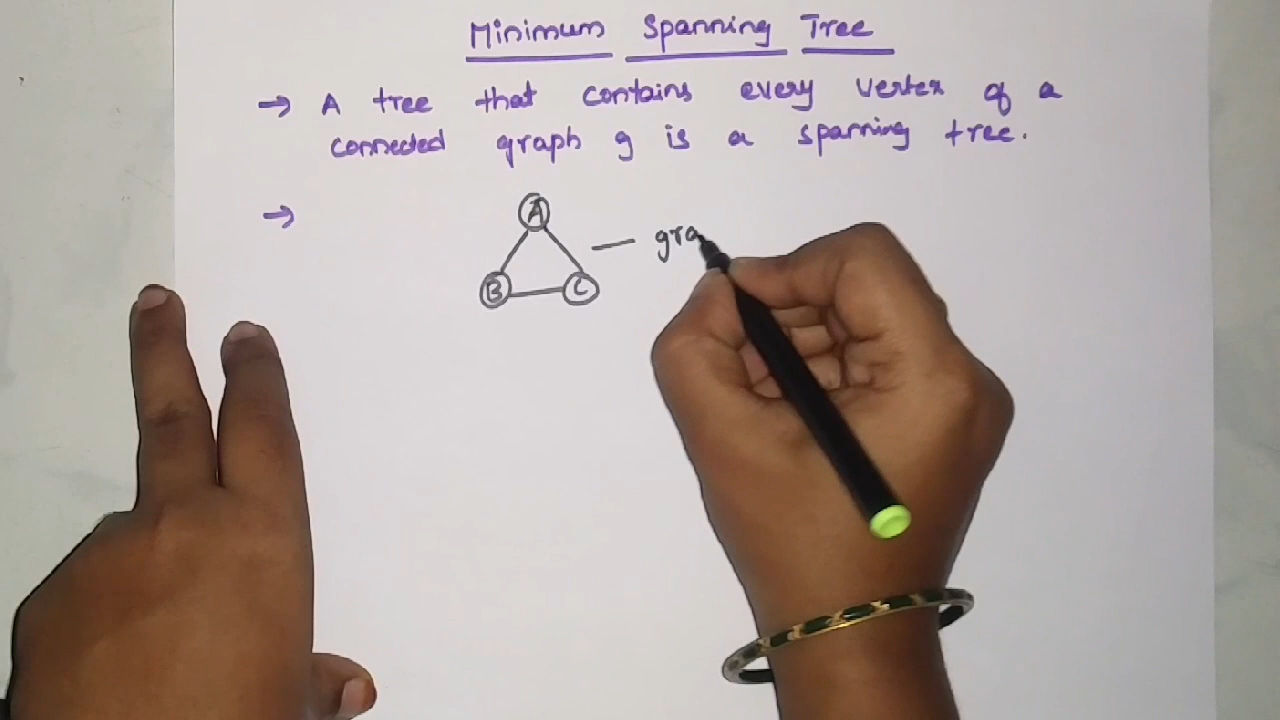 Minimum Spanning Tree
→ A tree that contains every vertex of a
connected graph g is a spanning tree.
→
A
— gra
B C